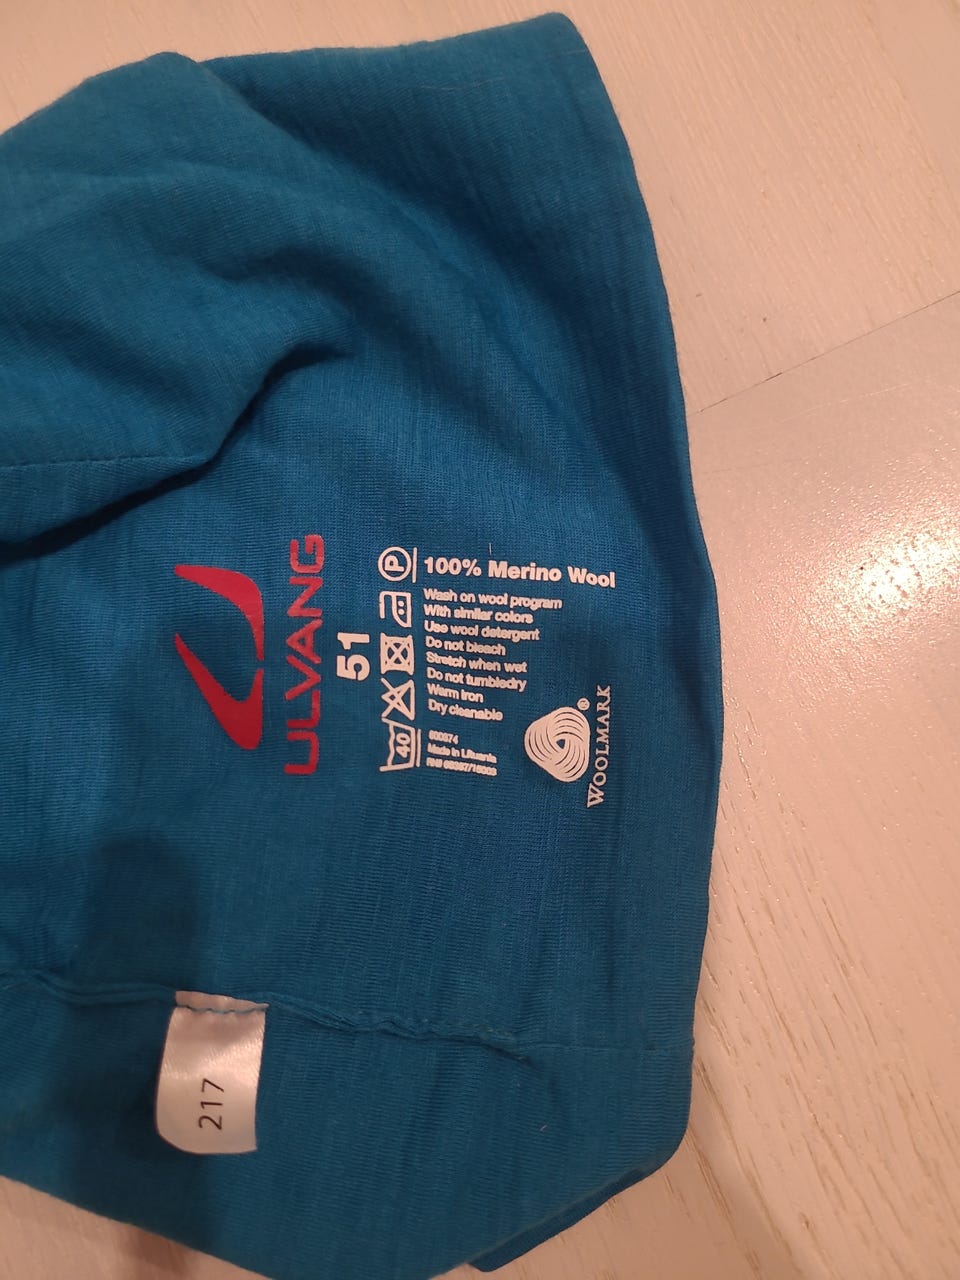 ULVANG
51
40
P
100% Merino Wool
Wash on wool program
With similar colors
Use wool detergent
Do not bleach
Stretch when wet
Do not tumbledry
Warm iron
Dry cleanable
Made in Lituania
WOOLMARK
217